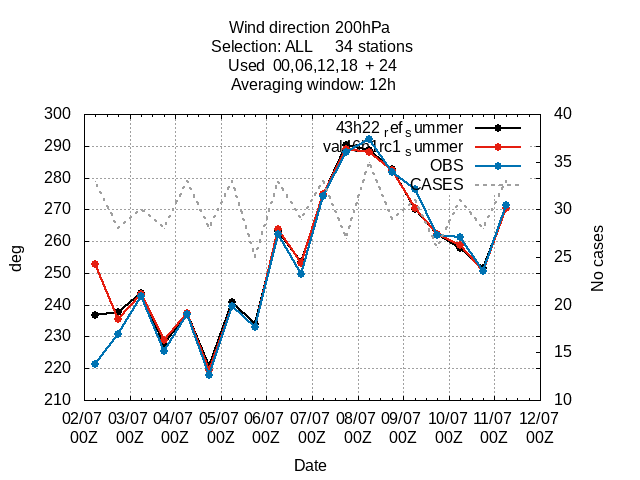 Wind direction 200hPa
Selection: ALL 34 stations
Used 00,06,12,18 + 24
Averaging window: 12h
300
290
280
270
260
250
240
230
220
210
40
35
30
25
20
15
10
43h22_ref_summer
summer
OBS
CASES
deg
No cases
02/07 03/07 04/07 05/07 06/07 07/07 08/07 09/07 10/07 11/07 12/07
00Z 00Z 00Z 00Z 00Z 00Z 00Z 00Z 00Z 00Z 00Z
Date